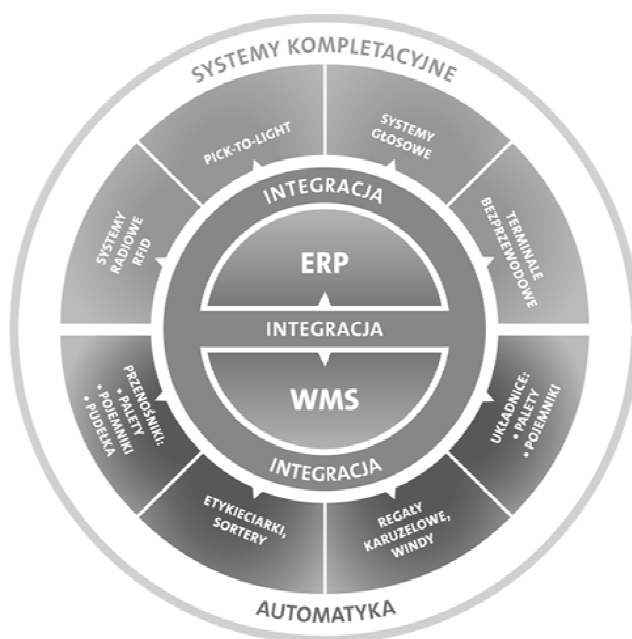 SYSTEMY KOMPLETACYJNE
PICK-TO-LIGHT
SYSTEMY
GŁOSOWE
SYSTEMY
RADIOWE
RFID
TERMINALE
BEZPRZEWODOWE
INTEGRACJA
ERP
INTEGRACJA
WMS
INTEGRACJA
PRZENOŚNIKI:
• PALETY
• POJEMNIKI
• PUDEŁKA
UKŁADNICE:
• PALETY
• POJEMNIKI
ETYKIECIARKI,
SORTERY
REGAŁY
KARUZELOWE,
WINDY
AUTOMATYKA